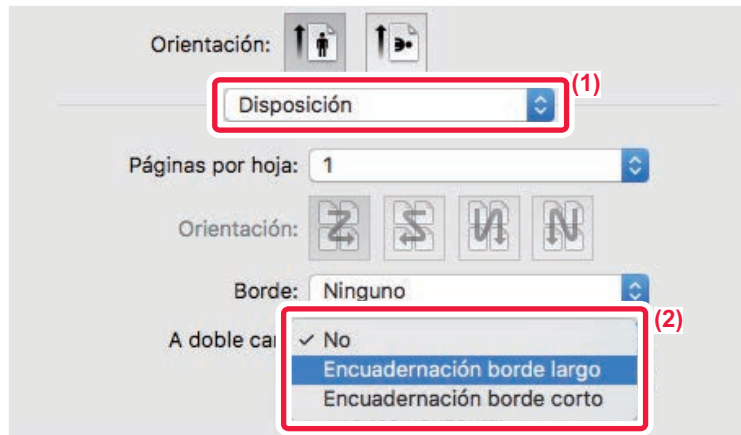 Orientación:
(1)
Disposición
Páginas por hoja: 1
Orientación:
Borde: Ninguno
(2)
A doble car ✓ No
Encuadernación borde largo
Encuadernación borde corto